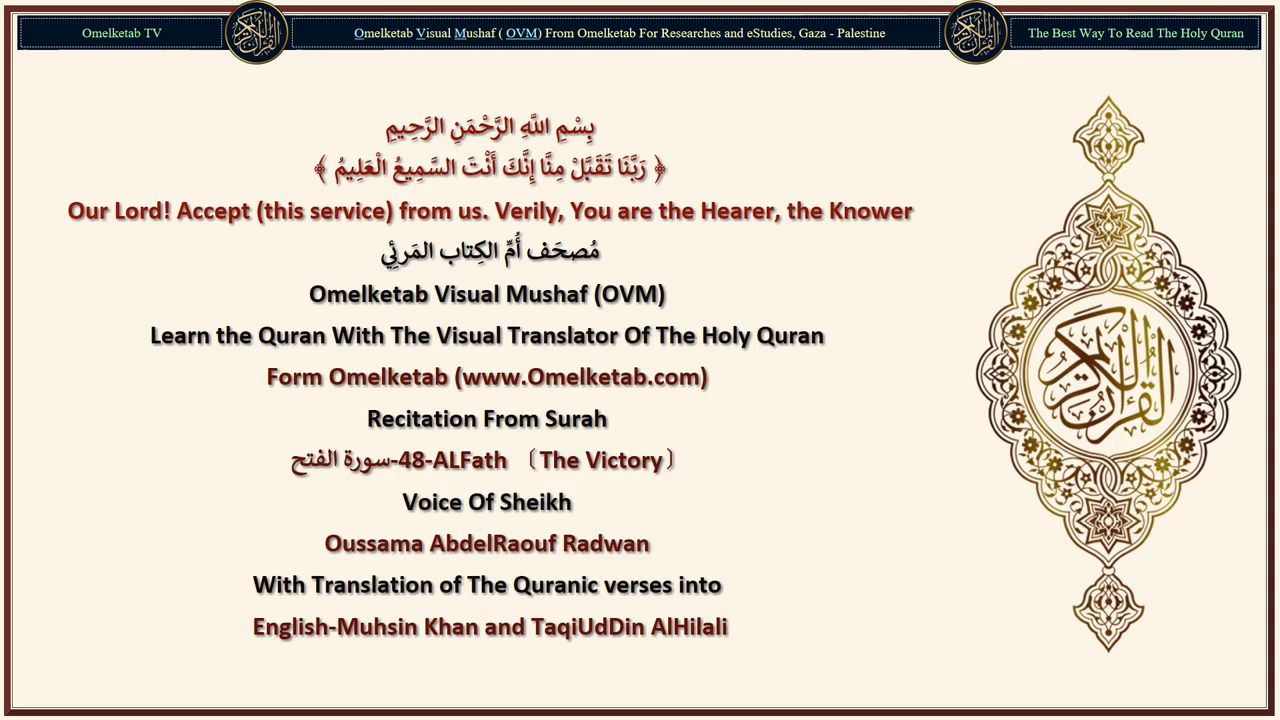 Omelketab TV
Omelketab Visual Mushaf ( OVM) From Omelketab For Researches and eStudies, Gaza - Palestine
The Best Way To Read The Holy Quran
بِسْمِ اللَّهِ الرَّحْمَنِ الرَّحِيمِ
﴿ رَبَّنَا تَقَبَّلْ مِنَّا إِنَّكَ أَنْتَ السَّمِيعُ الْعَلِيمُ ﴾
Our Lord! Accept (this service) from us. Verily, You are the Hearer, the Knower
مُصحَف أُمِّ الكِتاب المَرئِي
Omelketab Visual Mushaf (OVM)
Learn the Quran With The Visual Translator Of The Holy Quran
Form Omelketab (www.Omelketab.com)
Recitation From Surah
سورة الفتح-48-ALFath 〔The Victory〕
Voice Of Sheikh
Oussama AbdelRaouf Radwan
With Translation of The Quranic verses into
English-Muhsin Khan and TaqiUdDin AlHilali
القرآن الكريم